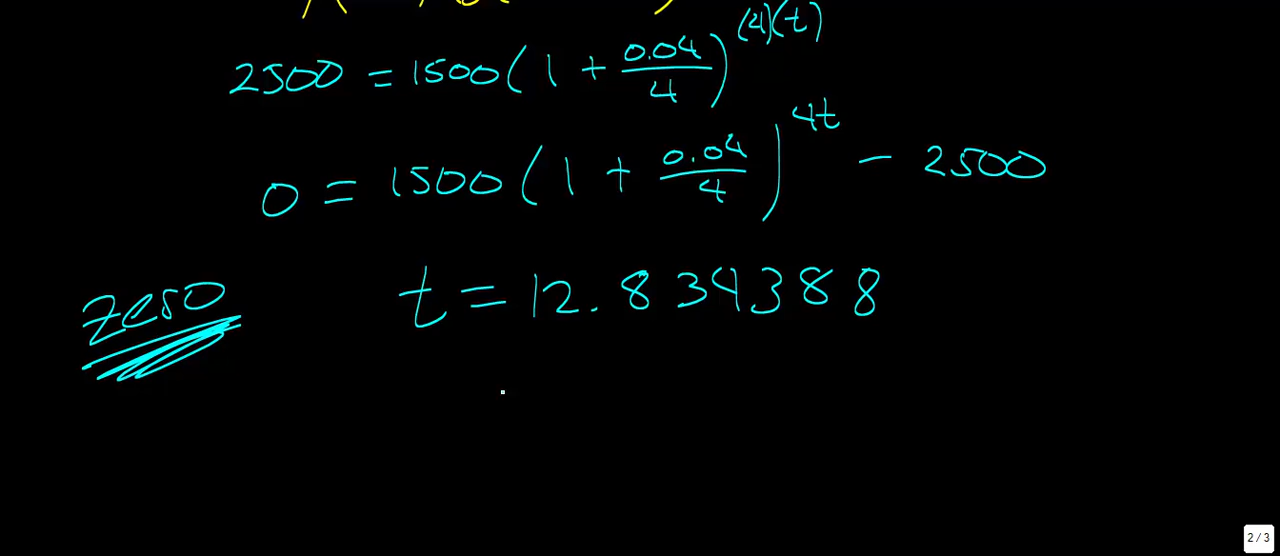 2500 = 1500(1 + 0.04/4)^(4)(t)
0 = 1500(1 + 0.04/4)^4t - 2500
zero t = 12.834388
2/3